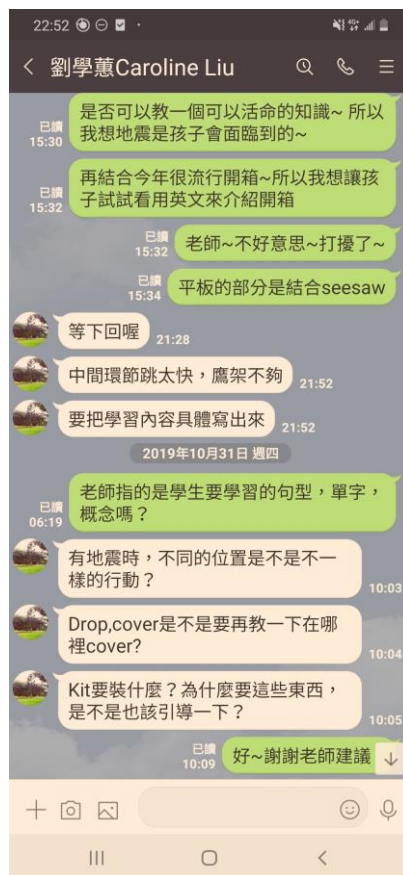 22:52
劉學蕙Caroline Liu
是否可以教一個可以活命的知識~ 所以
我想地震是孩子會面臨到的~
已讀
15:30
再結合今年很流行開箱~所以我想讓孩
子試試看用英文來介紹開箱
已讀
15:32
老師~不好意思~打擾了~
已讀
15:32
平板的部分是結合seesaw
已讀
15:34
等下回喔
21:28
中間環節跳太快，鷹架不夠
21:52
要把學習內容具體寫出來
21:52
2019年10月31日 週四
老師指的是學生要學習的句型，單字，
概念嗎？
已讀
06:19
有地震時，不同的位置是不是不一
樣的行動？
10:03
Drop,cover是不是要再教一下在哪
裡cover?
10:04
Kit要裝什麼？為什麼要這些東西，
是不是也該引導一下？
10:05
好~謝謝老師建議
已讀
10:09